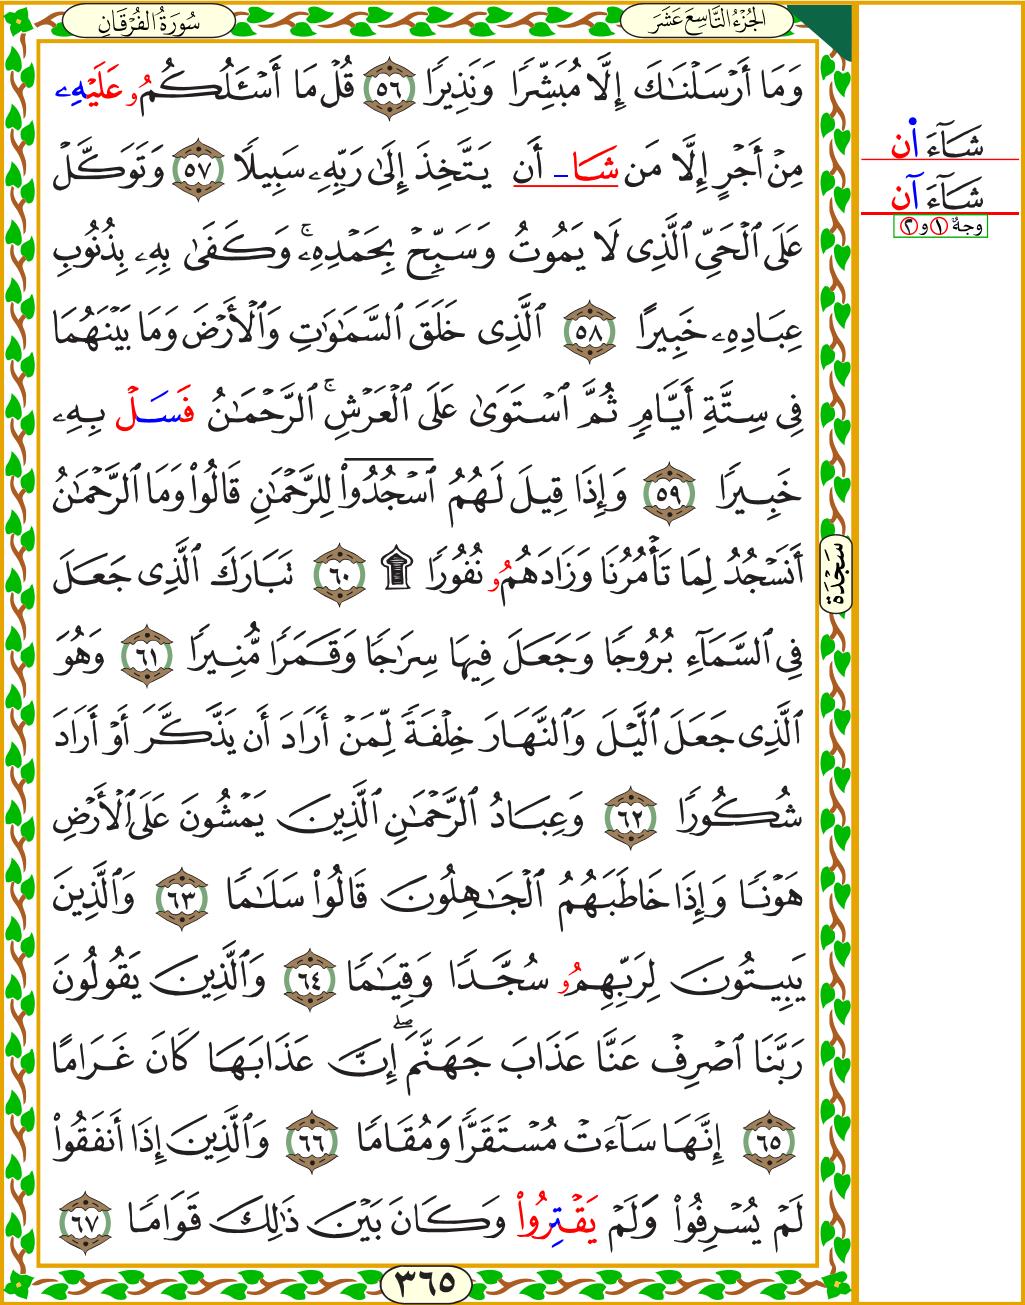 سُورَةُ الفُرْقَانِ
الجُزْءُ التَّاسِعَ عَشَرَ
وَمَا أَرۡسَلۡنَـٰكَ إِلَّا مُبَشِّرًا وَنَذِيرًا ٥٦ قُلۡ مَا أَسۡـَٔلُكُمُو عَلَيۡهِۦ
مِنۡ أَجۡرٍ إِلَّا مَن شَا ـ أَن يَتَّخِذَ إِلَىٰ رَبِّهِۦ سَبِيلًا ٥٧ وَتَوَكَّلۡ
عَلَى ٱلۡحَيِّ ٱلَّذِى لَا يَمُوتُ وَسَبِّحۡ بِحَمۡدِهِۦۚ وَكَفَىٰ بِهِۦ بِذُنُوبِ
عِبَادِهِۦ خَبِيرًا ٥٨ ٱلَّذِى خَلَقَ ٱلسَّمَـٰوَٰتِ وَٱلۡأَرۡضَ وَمَا بَيۡنَهُمَا
فِى سِتَّةِ أَيَّامٍ ثُمَّ ٱسۡتَوَىٰ عَلَى ٱلۡعَرۡشِۚ ٱلرَّحۡمَـٰنُ فَسَلۡ بِهِۦ
خَبِيرًا ٥٩ وَإِذَا قِيلَ لَهُمُ ٱسۡجُدُواْ لِلرَّحۡمَـٰنِ قَالُواْ وَمَا ٱلرَّحۡمَـٰنُ
أَنَسۡجُدُ لِمَا تَأۡمُرُنَا وَزَادَهُمُو نُفُورًا ۩ ٦٠ تَبَارَكَ ٱلَّذِى جَعَلَ
فِى ٱلسَّمَآءِ بُرُوجًا وَجَعَلَ فِيهَا سِرَٰجًا وَقَمَرًا مُّنِيرًا ٦١ وَهُوَ
ٱلَّذِى جَعَلَ ٱلَّيۡلَ وَٱلنَّهَارَ خِلۡفَةً لِّمَنۡ أَرَادَ أَن يَذَّكَّرَ أَوۡ أَرَادَ
شُكُورًا ٦٢ وَعِبَادُ ٱلرَّحۡمَـٰنِ ٱلَّذِينَ يَمۡشُونَ عَلَى ٱلۡأَرۡضِ
هَوۡنًا وَإِذَا خَاطَبَهُمُ ٱلۡجَـٰهِلُونَ قَالُواْ سَلَـٰمًا ٦٣ وَٱلَّذِينَ
يَبِيتُونَ لِرَبِّهِمُو سُجَّدًا وَقِيَـٰمًا ٦٤ وَٱلَّذِينَ يَقُولُونَ
رَبَّنَا ٱصۡرِفۡ عَنَّا عَذَابَ جَهَنَّمَۖ إِنَّ عَذَابَهَا كَانَ غَرَامًا
٦٥ إِنَّهَا سَآءَتۡ مُسۡتَقَرًّا وَمُقَامًا ٦٦ وَٱلَّذِينَ إِذَا أَنفَقُواْ
لَمۡ يُسۡرِفُواْ وَلَمۡ يَقۡتِرُواْ وَكَانَ بَيۡنَ ذَٰلِكَ قَوَامًا ٦٧
٣٦٥
سَجْدَة
شَآءَ أن
شَآءَ آن
وجه ١ و ٢